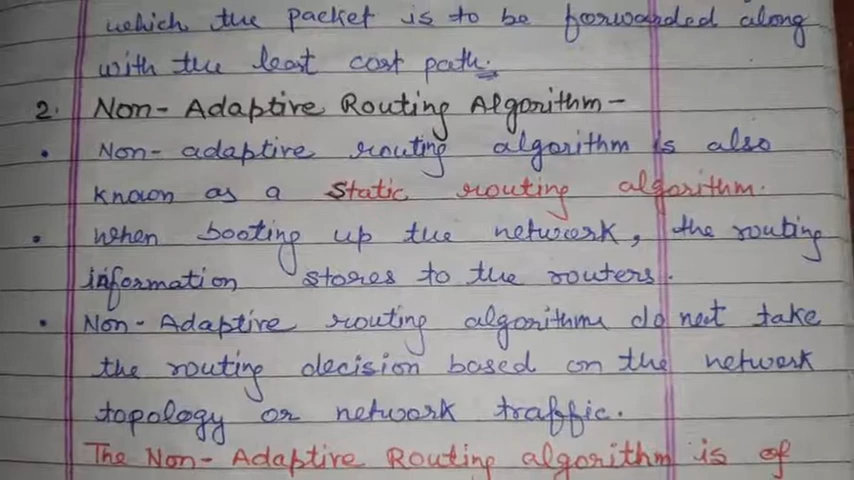 which the packet is to be forwarded along
with the least cost path.
2. Non- Adaptive Routing Algorithm-
• Non- adaptive routing algorithm is also
known as a static routing algorithm.
• when booting up the network, the routing
information stores to the routers.
• Non- Adaptive routing algorithms do not take
the routing decision based on the network
topology or network traffic.
The Non- Adaptive Routing algorithm is of